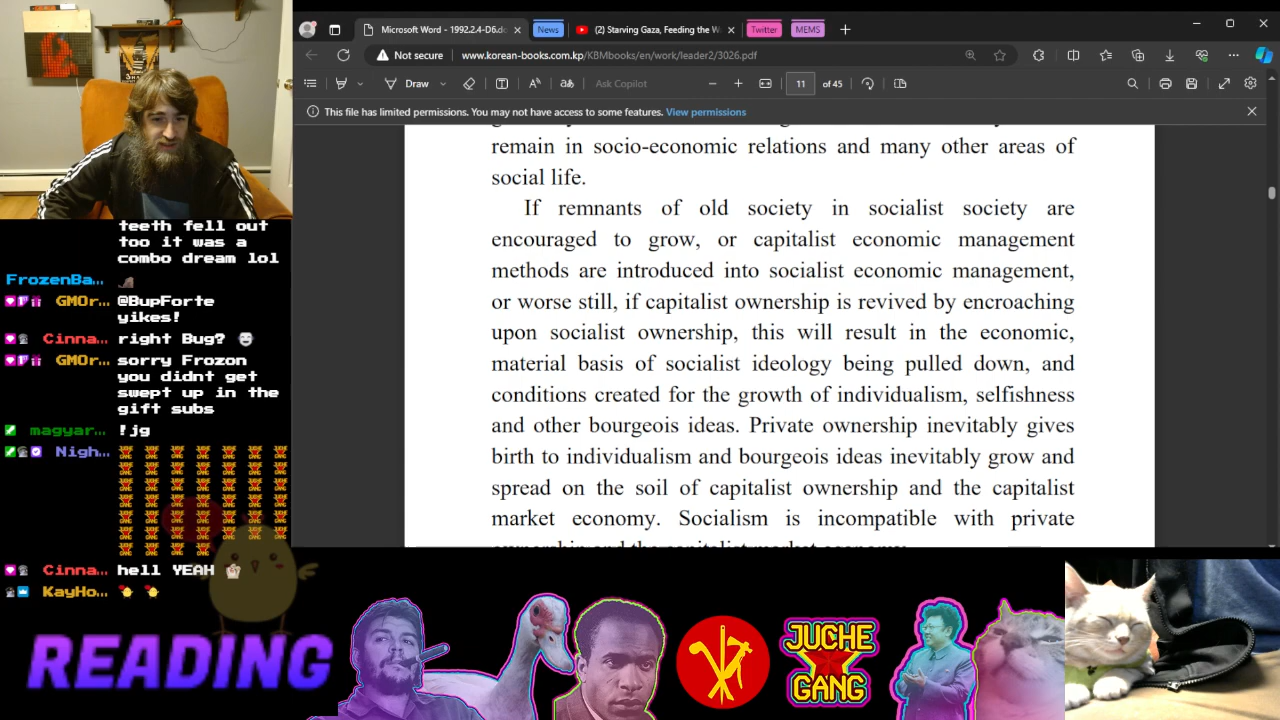 Microsoft Word - 1992.2.4-D6.do
News
(2) Starving Gaza, Feeding the W
Twitter
MEMS
Not secure
www.korean-books.com.kp/KBMbooks/en/work/leader2/3026.pdf
Draw
Ask Copilot
11
of 45
This file has limited permissions. You may not have access to some features. View permissions
remain in socio-economic relations and many other areas of
social life.
If remnants of old society in socialist society are
encouraged to grow, or capitalist economic management
methods are introduced into socialist economic management,
or worse still, if capitalist ownership is revived by encroaching
upon socialist ownership, this will result in the economic,
material basis of socialist ideology being pulled down, and
conditions created for the growth of individualism, selfishness
and other bourgeois ideas. Private ownership inevitably gives
birth to individualism and bourgeois ideas inevitably grow and
spread on the soil of capitalist ownership and the capitalist
market economy. Socialism is incompatible with private
teeth fell out
too it was a
combo dream lol
FrozenBa...
GMOr... @BupForte
yikes!
Cinna... right Bug?
GMOr... sorry Frozon
you didnt get
swept up in the
gift subs
magyar... !jg
Nigh...
Cinna... hell YEAH
KayHo...
READING
JUCHE
GANG